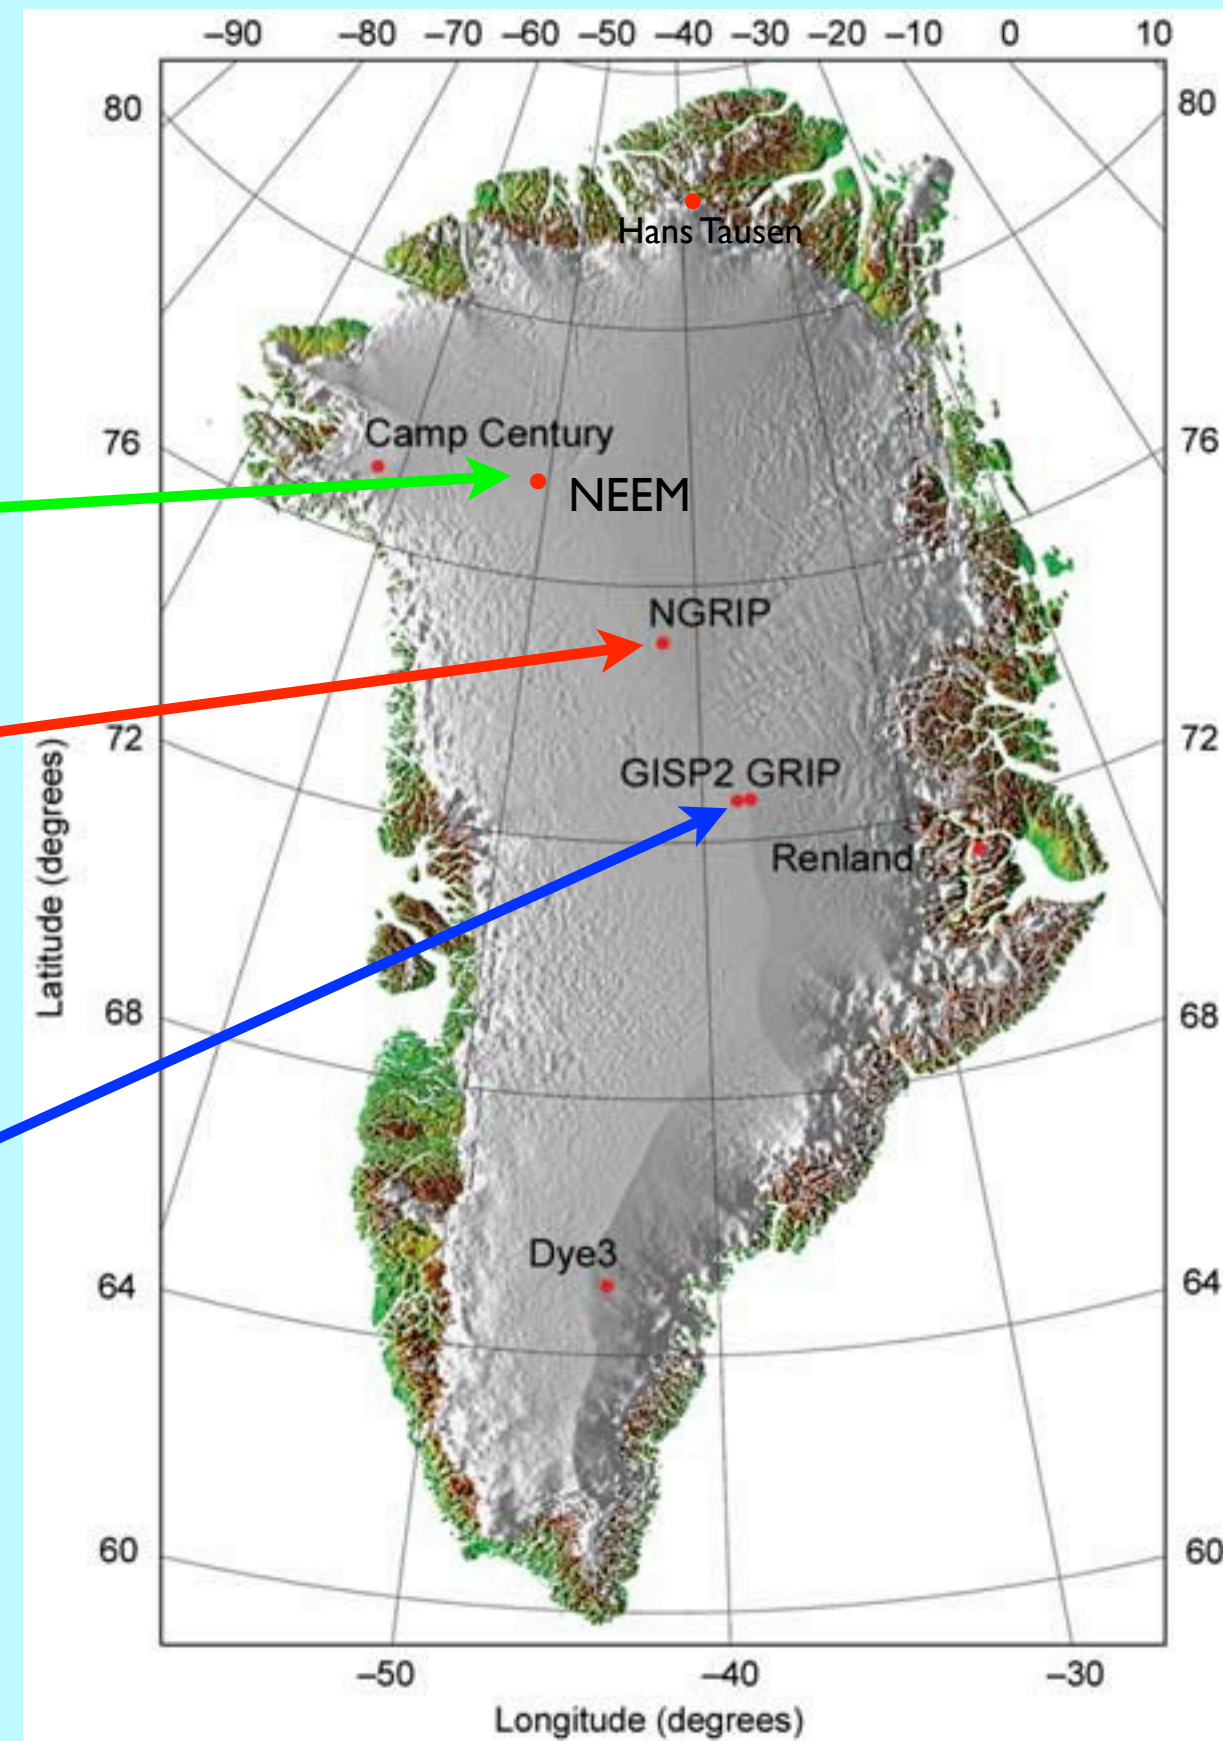 –90 –80 –70 –60 –50 –40 –30 –20 –10 0 10
80 80
Hans Tausen
76 76
Camp Century
NEEM
NGRIP
72 72
GISP2 GRIP
Renland
Latitude (degrees)
68 68
Dye3
64 64
60 60
–50 –40 –30
Longitude (degrees)